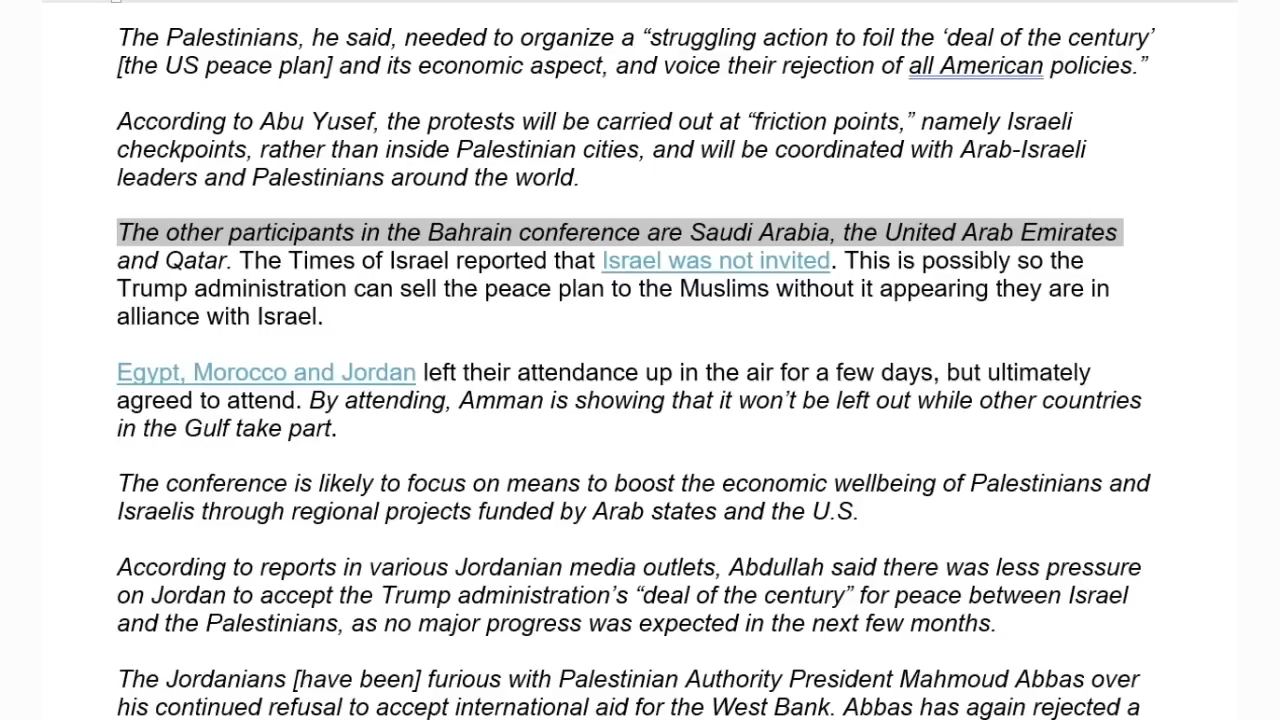 The Palestinians, he said, needed to organize a “struggling action to foil the ‘deal of the century’
[the US peace plan] and its economic aspect, and voice their rejection of all American policies.”
According to Abu Yusef, the protests will be carried out at “friction points,” namely Israeli
checkpoints, rather than inside Palestinian cities, and will be coordinated with Arab-Israeli
leaders and Palestinians around the world.
The other participants in the Bahrain conference are Saudi Arabia, the United Arab Emirates
and Qatar. The Times of Israel reported that Israel was not invited. This is possibly so the
Trump administration can sell the peace plan to the Muslims without it appearing they are in
alliance with Israel.
Egypt, Morocco and Jordan left their attendance up in the air for a few days, but ultimately
agreed to attend. By attending, Amman is showing that it won’t be left out while other countries
in the Gulf take part.
The conference is likely to focus on means to boost the economic wellbeing of Palestinians and
Israelis through regional projects funded by Arab states and the U.S.
According to reports in various Jordanian media outlets, Abdullah said there was less pressure
on Jordan to accept the Trump administration’s “deal of the century” for peace between Israel
and the Palestinians, as no major progress was expected in the next few months.
The Jordanians [have been] furious with Palestinian Authority President Mahmoud Abbas over
his continued refusal to accept international aid for the West Bank. Abbas has again rejected a